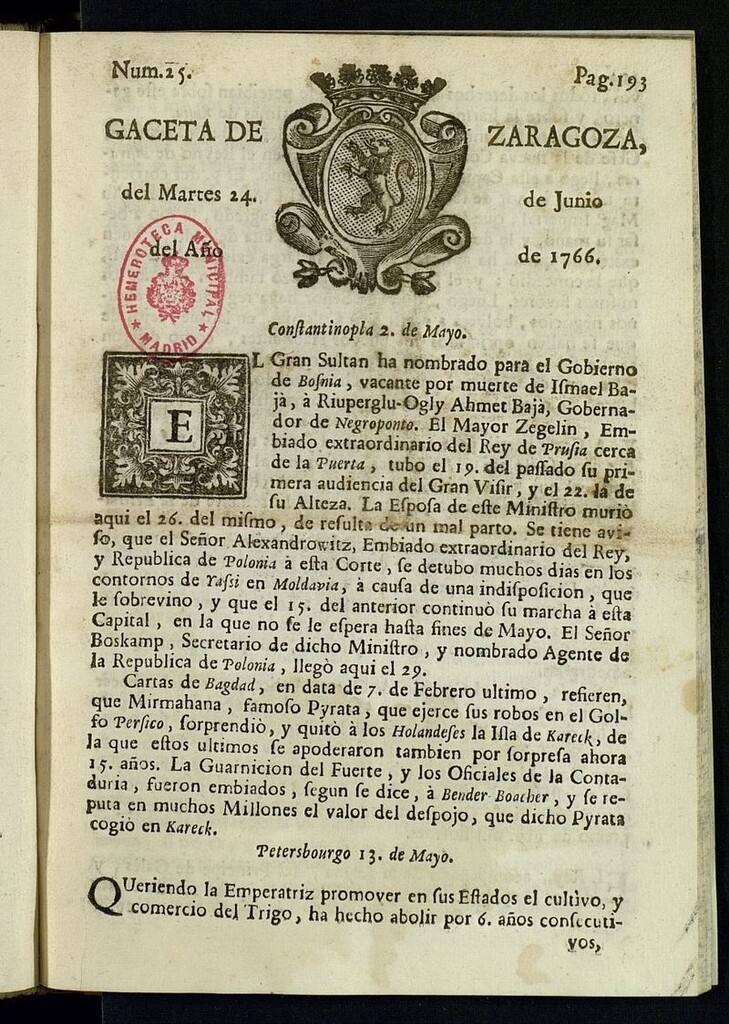 Num.25.
Pag.193
GACETA DE ZARAGOZA,
del Martes 24. de Junio
del Año de 1766.
HEMEROTECA MUNICIPAL
★ MADRID ★
Conſtantinopla 2. de Mayo.
EL Gran Sultan ha nombrado para el Gobierno
de Boſnia, vacante por muerte de Iſmael Ba-
jà, à Riuperglu-Ogly Ahmet Bajà, Goberna-
dor de Negroponto. El Mayor Zegelin, Em-
biado extraordinario del Rey de Pruſia cerca
de la Puerta, tubo el 19. del paſſado ſu pri-
mera audiencia del Gran Viſir, y el 22. la de
ſu Alteza. La Eſpoſa de eſte Miniſtro murió
aqui el 26. del miſmo, de reſulta de un mal parto. Se tiene avi-
ſo, que el Señor Alexandrowitz, Embiado extraordinario del Rey,
y Republica de Polonia à eſta Corte, ſe detubo muchos dias en los
contornos de Yaſſi en Moldavia, à cauſa de una indiſpoſicion, que
le ſobrevino, y que el 15. del anterior continuò ſu marcha à eſta
Capital, en la que no ſe le eſpera haſta fines de Mayo. El Señor
Boskamp, Secretario de dicho Miniſtro, y nombrado Agente de
la Republica de Polonia, llegò aqui el 29.
Cartas de Bagdad, en data de 7. de Febrero ultimo, refieren,
que Mirmahana, famoſo Pyrata, que ejerce ſus robos en el Gol-
fo Perſico, ſorprendiò, y quitò à los Holandeſes la Iſla de Kareck, de
la que eſtos ultimos ſe apoderaron tambien por ſorpreſa ahora
15. años. La Guarnicion del Fuerte, y los Oficiales de la Conta-
duria, fueron embiados, ſegun ſe dice, à Bender-Boacher, y ſe re-
puta en muchos Millones el valor del deſpojo, que dicho Pyrata
cogiò en Kareck.
Petersbourgo 13. de Mayo.
QUeriendo la Emperatriz promover en ſus Eſtados el cultivo, y
comercio del Trigo, ha hecho abolir por 6. años conſecuti-
vos,